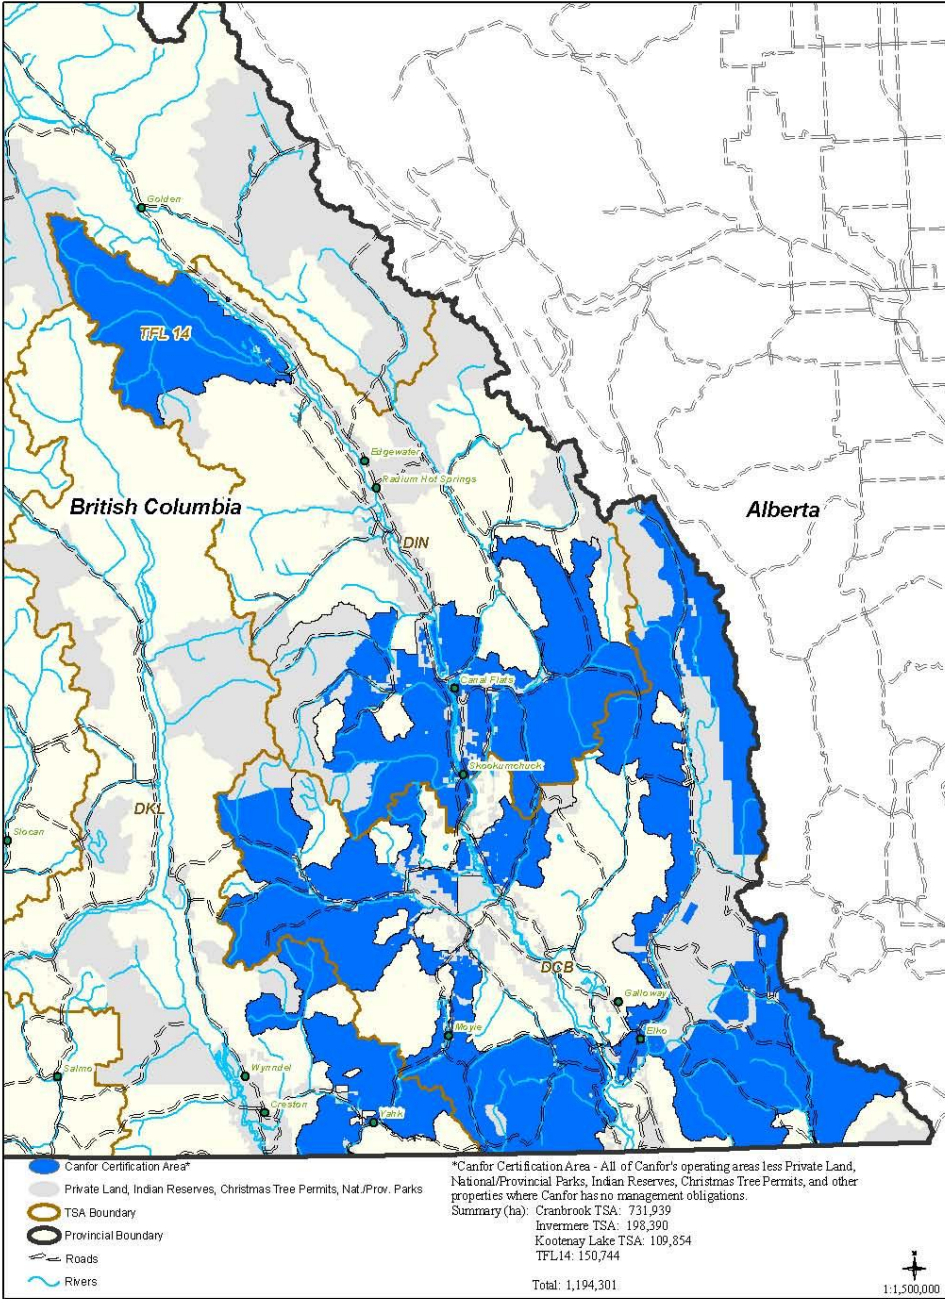 Golden
TFL 14
Edgewater
Radium Hot Springs
British Columbia
Alberta
DIN
Canal Flats
Skookumchuck
DKL
Slocan
DCB
Galloway
Moyie
Elko
Salmo
Wynndel
Creston
Yahk
Canfor Certification Area*
Private Land, Indian Reserves, Christmas Tree Permits, Nat./Prov. Parks
TSA Boundary
Provincial Boundary
Roads
Rivers
*Canfor Certification Area - All of Canfor's operating areas less Private Land,
National/Provincial Parks, Indian Reserves, Christmas Tree Permits, and other
properties where Canfor has no management obligations.
Summary (ha): Cranbrook TSA: 731,939
Invermere TSA: 198,390
Kootenay Lake TSA: 109,854
TFL14: 150,744
Total: 1,194,301
1:1,500,000